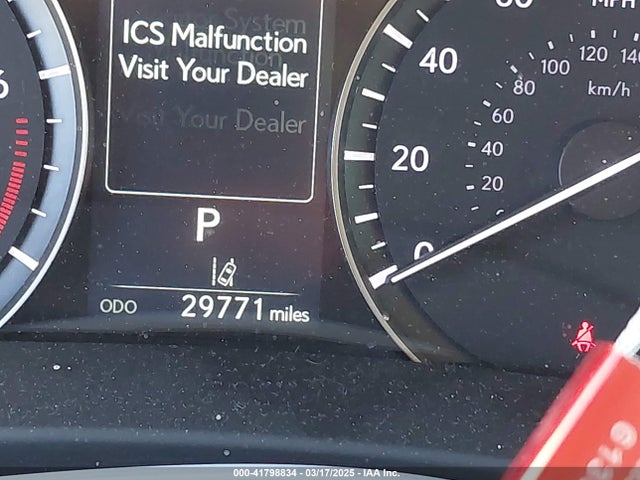 ICS Malfunction
Visit Your Dealer
Visit Your Dealer
6
P
ODO 29771 miles
MPH
40
20
0
140
120
100
80
60
40
20
km/h
000-41798834 - 03/17/2025 - IAA Inc.